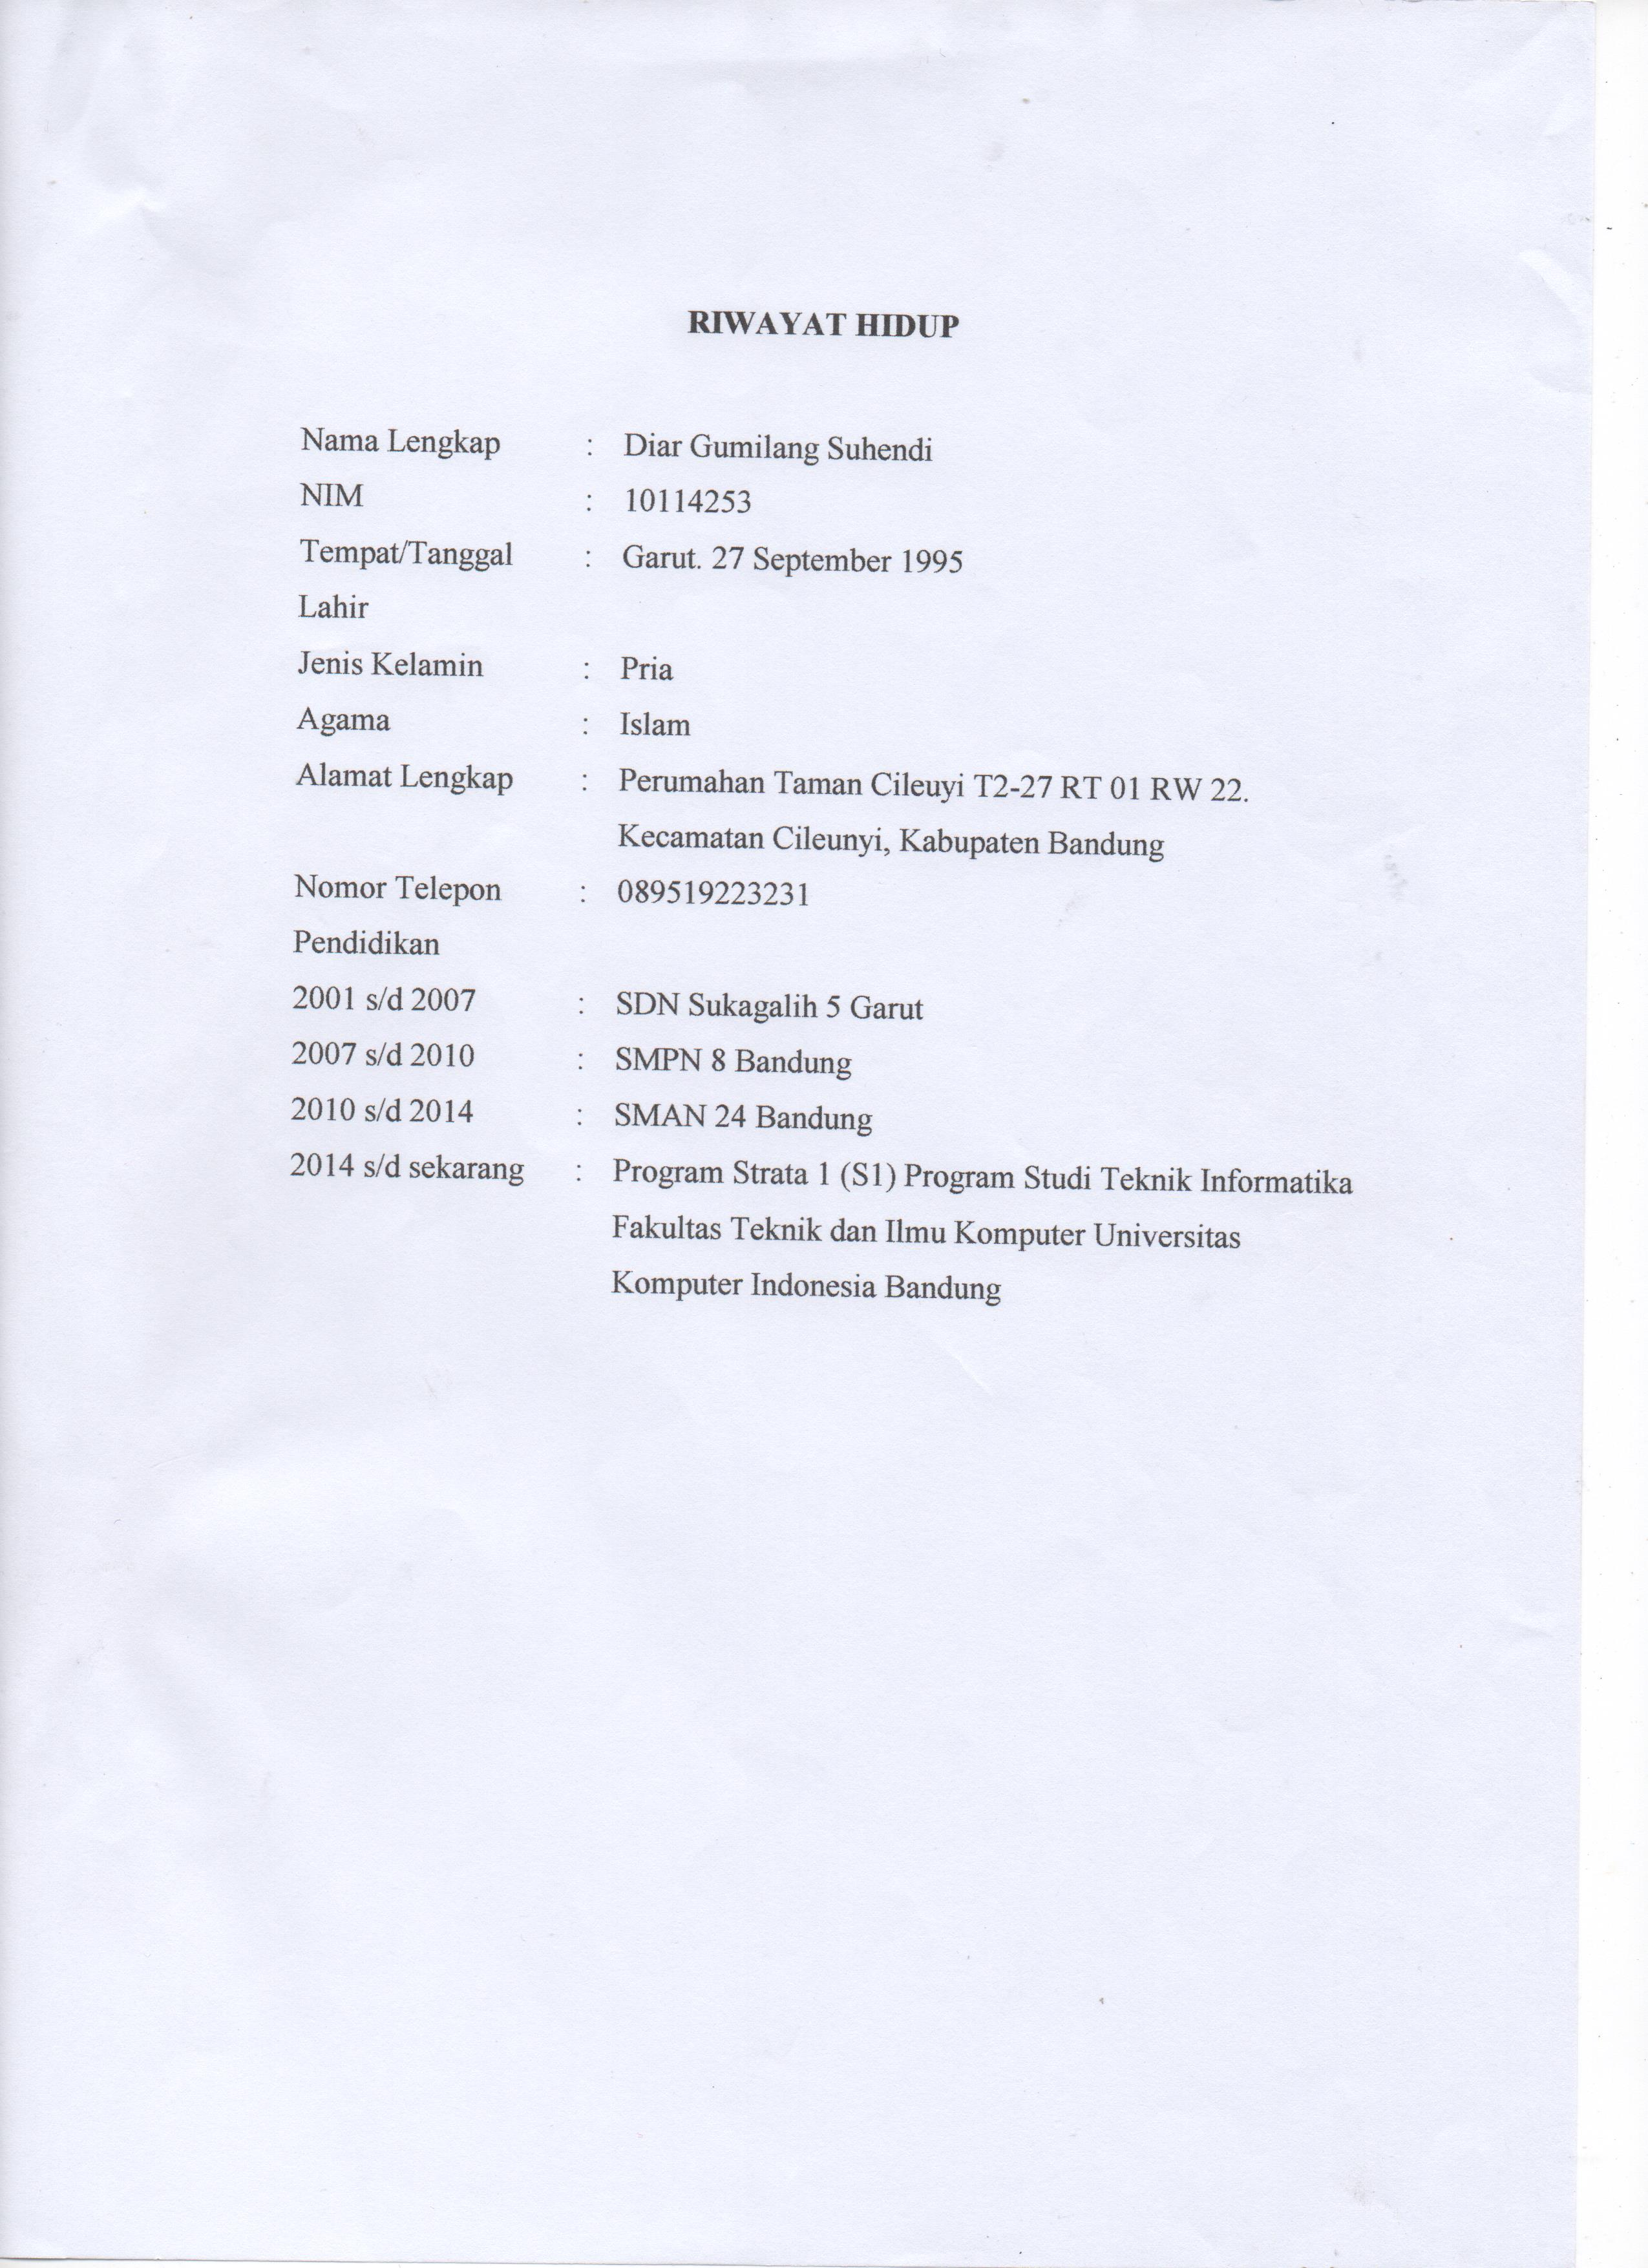 RIWAYAT HIDUP
Nama Lengkap : Diar Gumilang Suhendi
NIM : 10114253
Tempat/Tanggal : Garut. 27 September 1995
Lahir
Jenis Kelamin : Pria
Agama : Islam
Alamat Lengkap : Perumahan Taman Cileuyi T2-27 RT 01 RW 22.
Kecamatan Cileunyi, Kabupaten Bandung
Nomor Telepon : 089519223231
Pendidikan
2001 s/d 2007 : SDN Sukagalih 5 Garut
2007 s/d 2010 : SMPN 8 Bandung
2010 s/d 2014 : SMAN 24 Bandung
2014 s/d sekarang : Program Strata 1 (S1) Program Studi Teknik Informatika
Fakultas Teknik dan Ilmu Komputer Universitas
Komputer Indonesia Bandung